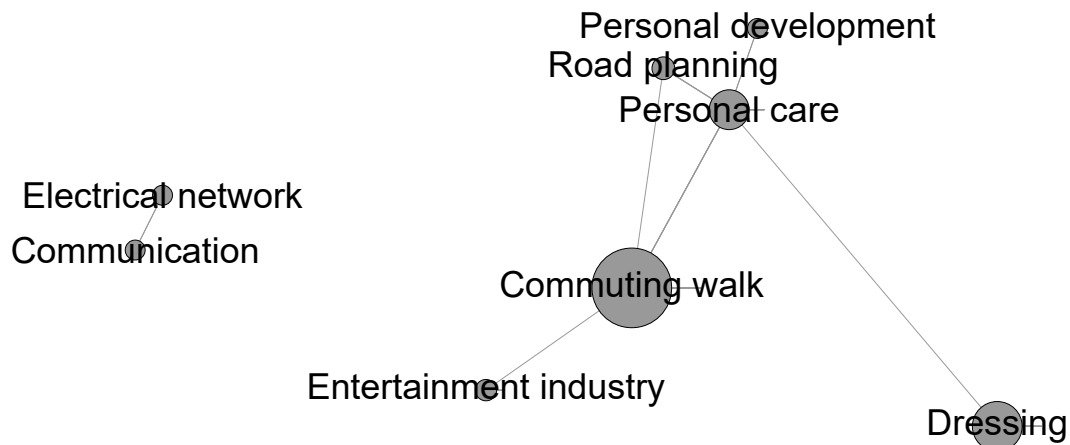 Personal development
Road planning
Personal care
Electrical network
Communication
Commuting walk
Entertainment industry
Dressing